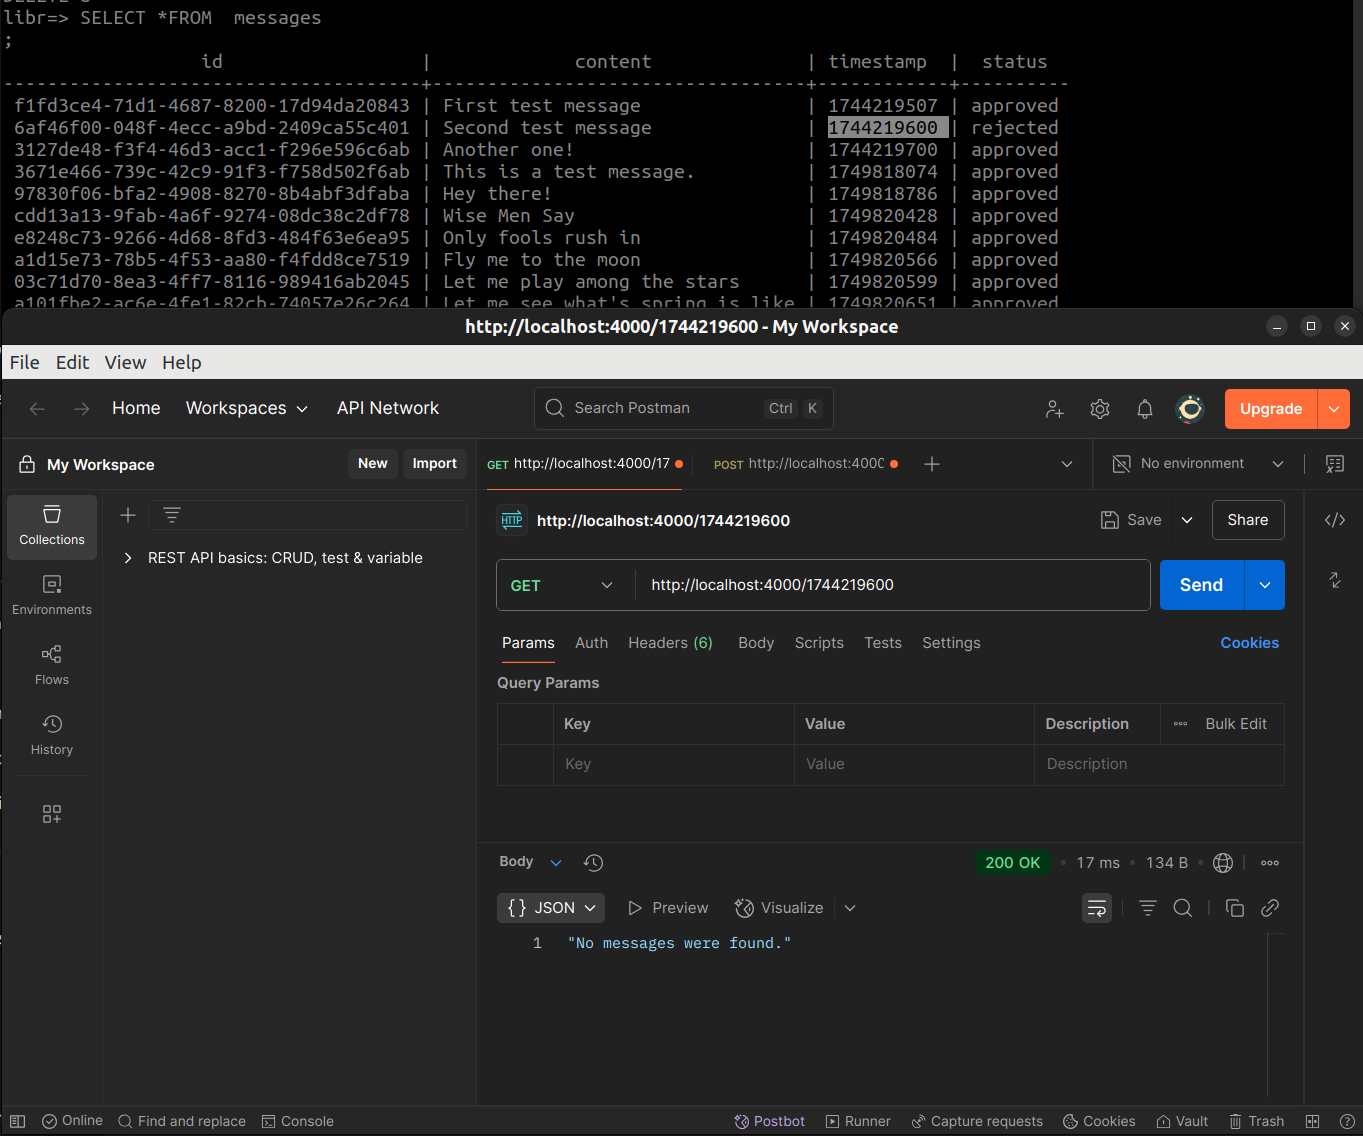 libr=> SELECT *FROM  messages
;
id | content | timestamp | status
--------------------------------------+----------------------------------+------------+----------
f1fd3ce4-71d1-4687-8200-17d94da20843 | First test message | 1744219507 | approved
6af46f00-048f-4ecc-a9bd-2409ca55c401 | Second test message | 1744219600 | rejected
3127de48-f3f4-46d3-acc1-f296e596c6ab | Another one! | 1744219700 | approved
3671e466-739c-42c9-91f3-f758d502f6ab | This is a test message. | 1749818074 | approved
97830f06-bfa2-4908-8270-8b4abf3dfaba | Hey there! | 1749818786 | approved
cdd13a13-9fab-4a6f-9274-08dc38c2df78 | Wise Men Say | 1749820428 | approved
e8248c73-9266-4d68-8fd3-484f63e6ea95 | Only fools rush in | 1749820484 | approved
a1d15e73-78b5-4f53-aa80-f4fdd8ce7519 | Fly me to the moon | 1749820566 | approved
03c71d70-8ea3-4ff7-8116-989416ab2045 | Let me play among the stars | 1749820599 | approved
a101fbe2-ac6e-4fe1-82cb-74057e26c264 | Let me see what's spring is like | 1749820651 | approved
http://localhost:4000/1744219600 - My Workspace
File Edit View Help
Home Workspaces API Network Search Postman Ctrl K Upgrade
My Workspace New Import GET http://localhost:4000/17 POST http://localhost:400 No environment
Collections
Environments
Flows
History
REST API basics: CRUD, test & variable
HTTP http://localhost:4000/1744219600 Save Share
GET http://localhost:4000/1744219600 Send
Params Auth Headers (6) Body Scripts Tests Settings Cookies
Query Params
Key Value Description Bulk Edit
Key Value Description
Body 200 OK 17 ms 134 B
{} JSON Preview Visualize
1 "No messages were found."
Online Find and replace Console Postbot Runner Capture requests Cookies Vault Trash